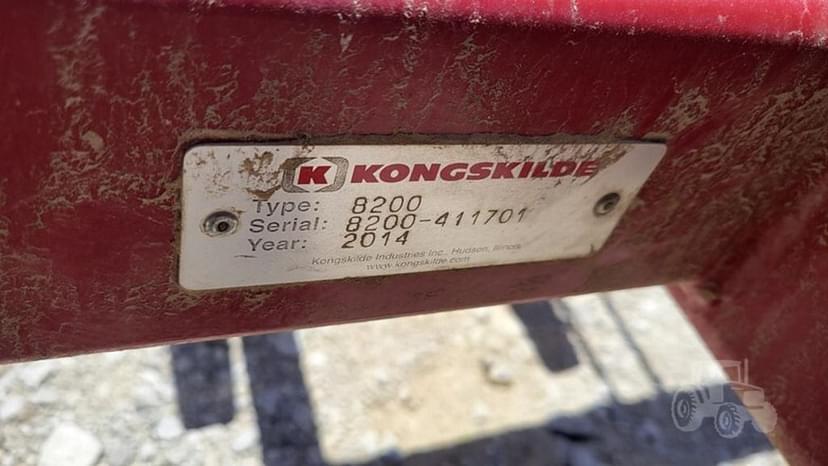 K KONGSKILDE
Type: 8200
Serial: 8200-411701
Year: 2014
Kongskilde Industries Inc., Hudson, Illinois
www.kongskilde.com